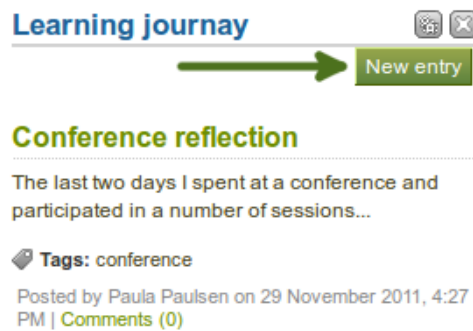 Learning journay
New entry
Conference reflection
The last two days I spent at a conference and
participated in a number of sessions...
Tags: conference
Posted by Paula Paulsen on 29 November 2011, 4:27
PM | Comments (0)